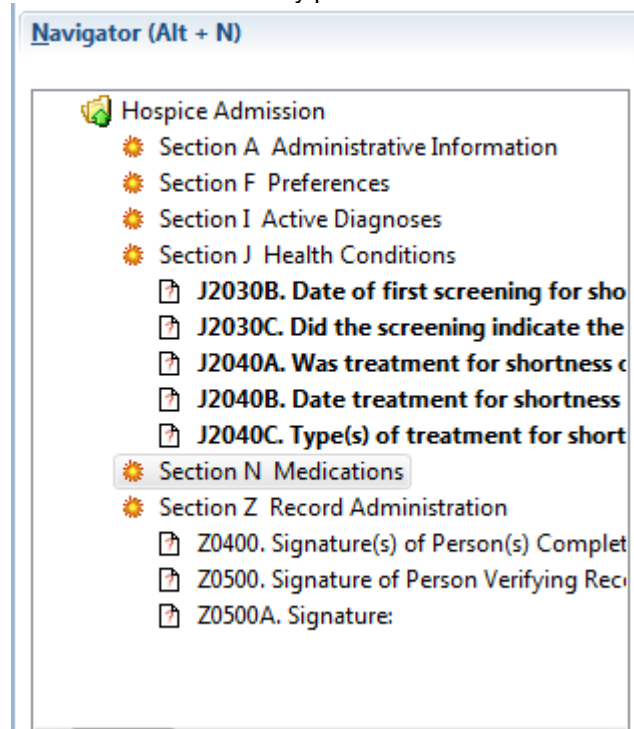 Navigator (Alt + N)
Hospice Admission
Section A Administrative Information
Section F Preferences
Section I Active Diagnoses
Section J Health Conditions
J2030B. Date of first screening for sho
J2030C. Did the screening indicate the
J2040A. Was treatment for shortness
J2040B. Date treatment for shortness
J2040C. Type(s) of treatment for short
Section N Medications
Section Z Record Administration
Z0400. Signature(s) of Person(s) Complet
Z0500. Signature of Person Verifying Rec
Z0500A. Signature: